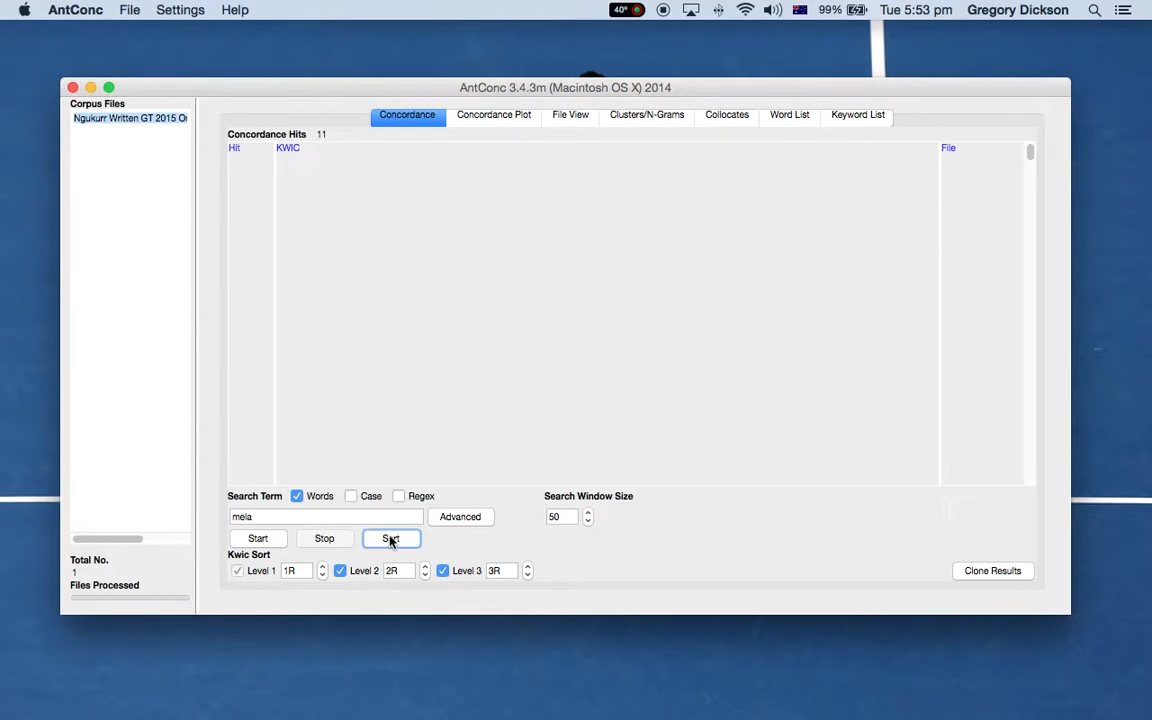 AntConc File Settings Help 40° 99% Tue 5:53 pm Gregory Dickson
AntConc 3.4.3m (Macintosh OS X) 2014
Corpus Files
Ngukurr Written GT 2015 Or
Concordance Concordance Plot File View Clusters/N-Grams Collocates Word List Keyword List
Concordance Hits 11
Hit KWIC File
Search Term Words Case Regex Search Window Size
mela Advanced 50
Start Stop Sort
Kwic Sort
Level 1 1R Level 2 2R Level 3 3R Clone Results
Total No.
1
Files Processed